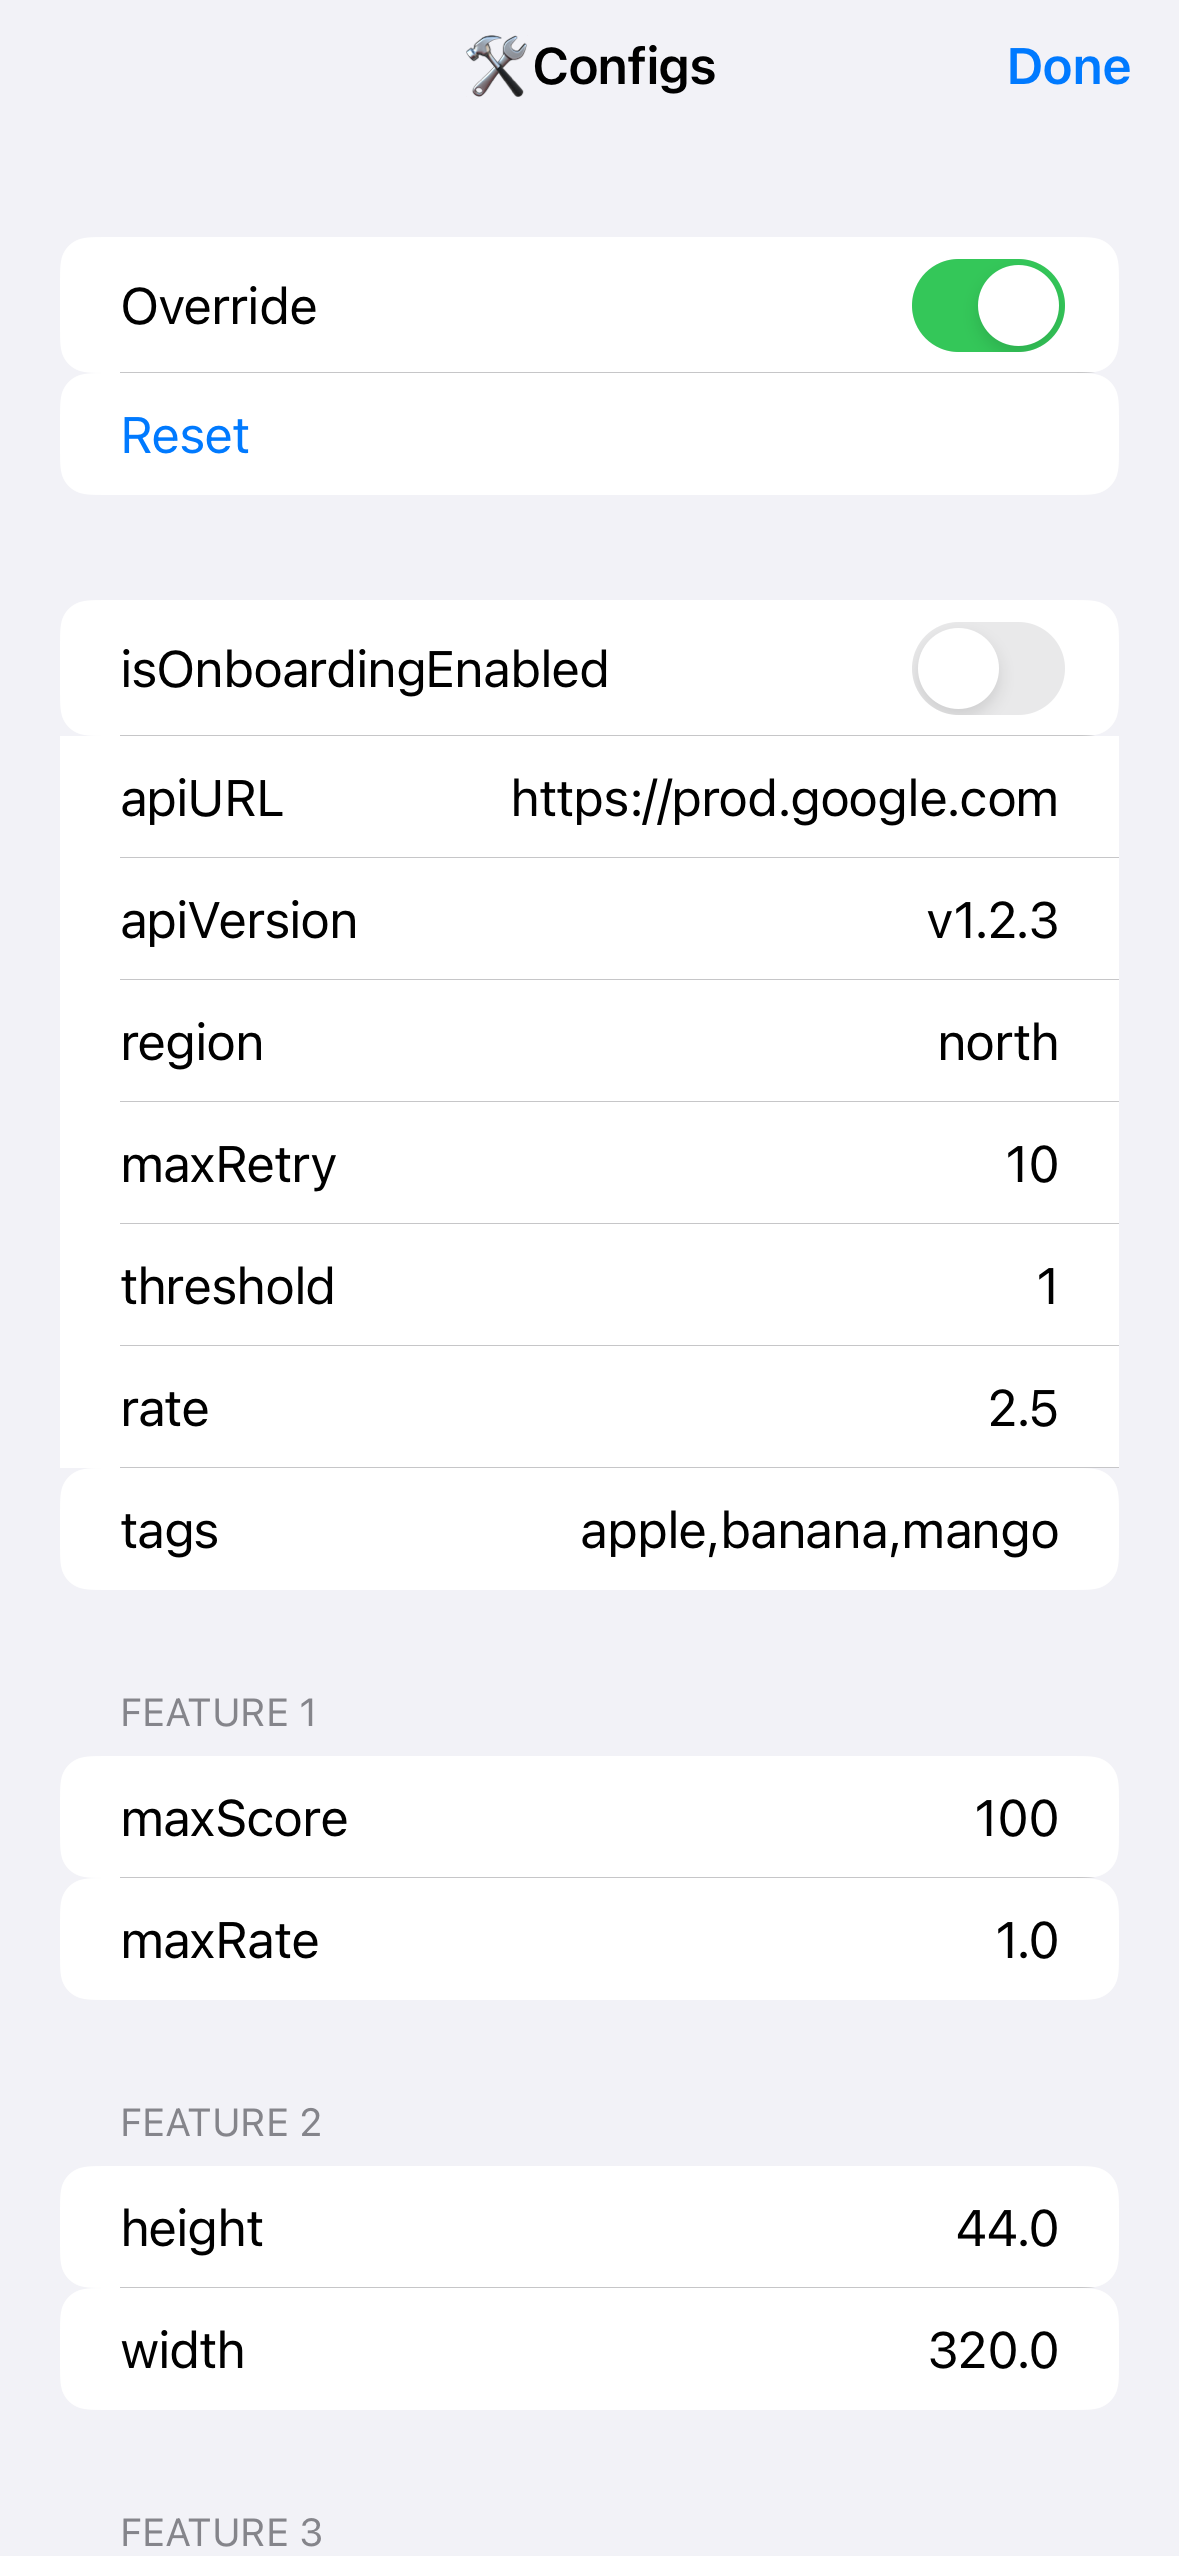 🛠Configs Done
Override
Reset
isOnboardingEnabled
apiURL https://prod.google.com
apiVersion v1.2.3
region north
maxRetry 10
threshold 1
rate 2.5
tags apple,banana,mango
FEATURE 1
maxScore 100
maxRate 1.0
FEATURE 2
height 44.0
width 320.0
FEATURE 3